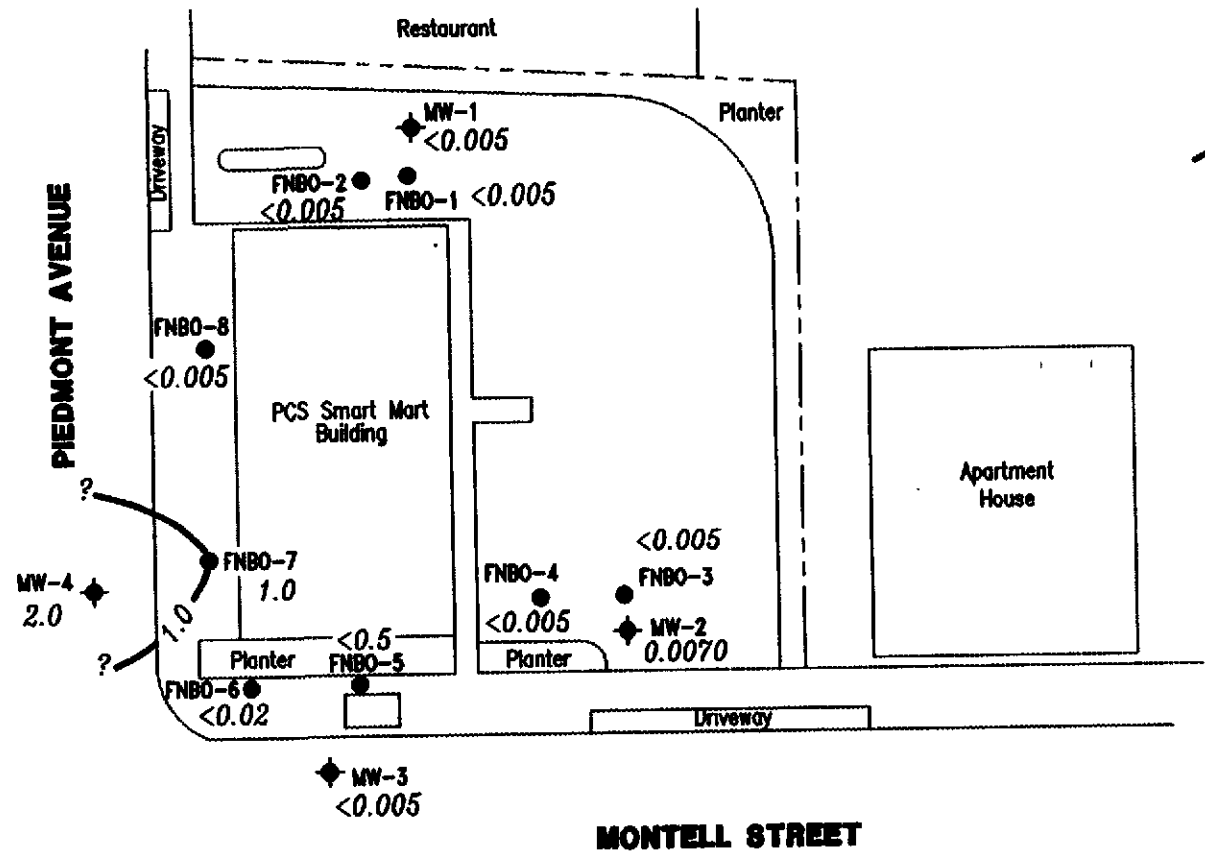 Restaurant
Planter
MW-1
<0.005
Driveway
FNBO-2
<0.005
FNBO-1
<0.005
PIEDMONT AVENUE
FNBO-8
<0.005
PCS Smart Mart
Building
Apartment
House
?
FNBO-7
1.0
MW-4
2.0
1.0
?
<0.005
FNBO-4
<0.005
FNBO-3
MW-2
0.0070
<0.5
Planter
FNBO-5
Planter
FNBO-6
<0.02
Driveway
MW-3
<0.005
MONTELL STREET